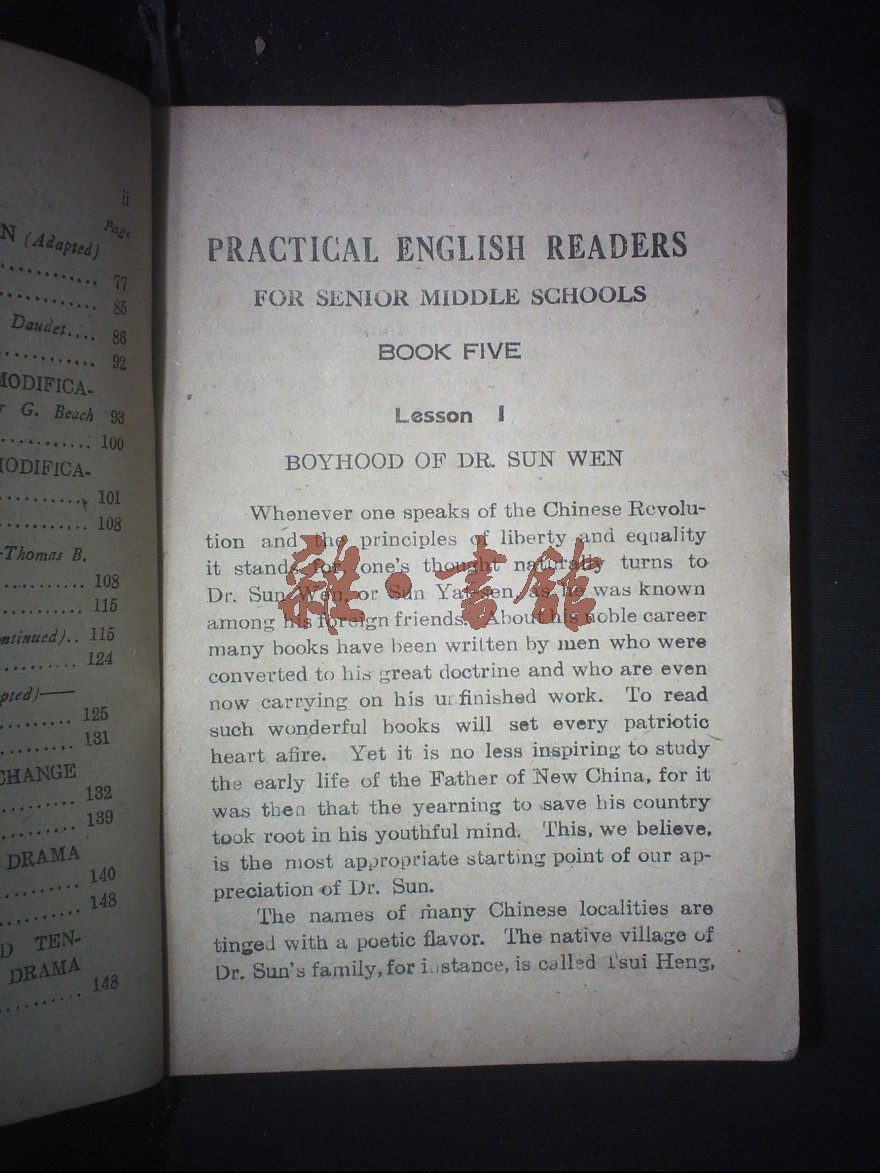 ii
Page
N (Adapted)
77
85
Daudet.... 86
92
MODIFICA-
G. Beach 93
100
MODIFICA-
101
108
-Thomas B.
108
115
115
124
125
131
CHANGE
132
139
DRAMA
140
148
TEN-
DRAMA
148
PRACTICAL ENGLISH READERS
FOR SENIOR MIDDLE SCHOOLS
BOOK FIVE
Lesson I
BOYHOOD OF DR. SUN WEN
Whenever one speaks of the Chinese Revolu-
tion and the principles of liberty and equality
it stands for, one's thought naturally turns to
Dr. Sun Wen, or Sun Yat-sen, as he was known
among his foreign friends. About his noble career
many books have been written by men who were
converted to his great doctrine and who are even
now carrying on his unfinished work. To read
such wonderful books will set every patriotic
heart afire. Yet it is no less inspiring to study
the early life of the Father of New China, for it
was then that the yearning to save his country
took root in his youthful mind. This, we believe,
is the most appropriate starting point of our ap-
preciation of Dr. Sun.
The names of many Chinese localities are
tinged with a poetic flavor. The native village of
Dr. Sun's family, for instance, is called Tsui Heng,
雜·書館